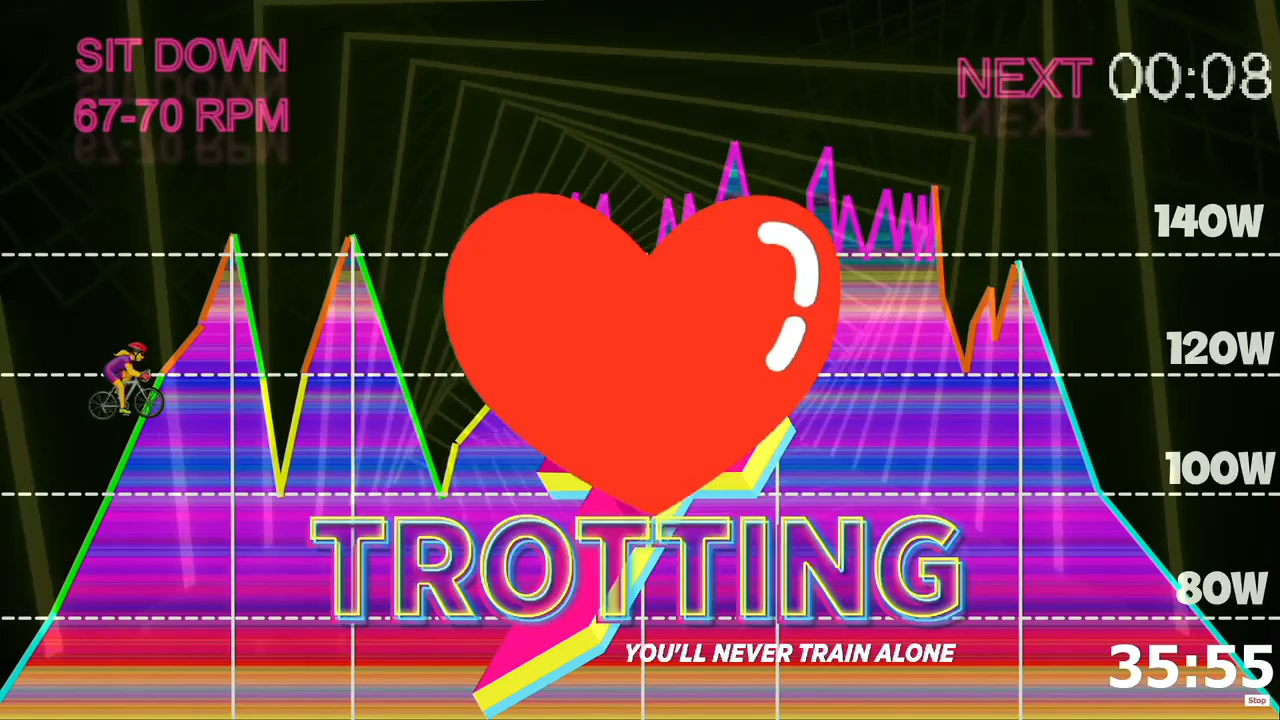 SIT DOWN
67-70 RPM
NEXT 00:08
140W
120W
100W
80W
TROTTING
YOU'LL NEVER TRAIN ALONE
35:55
Stop